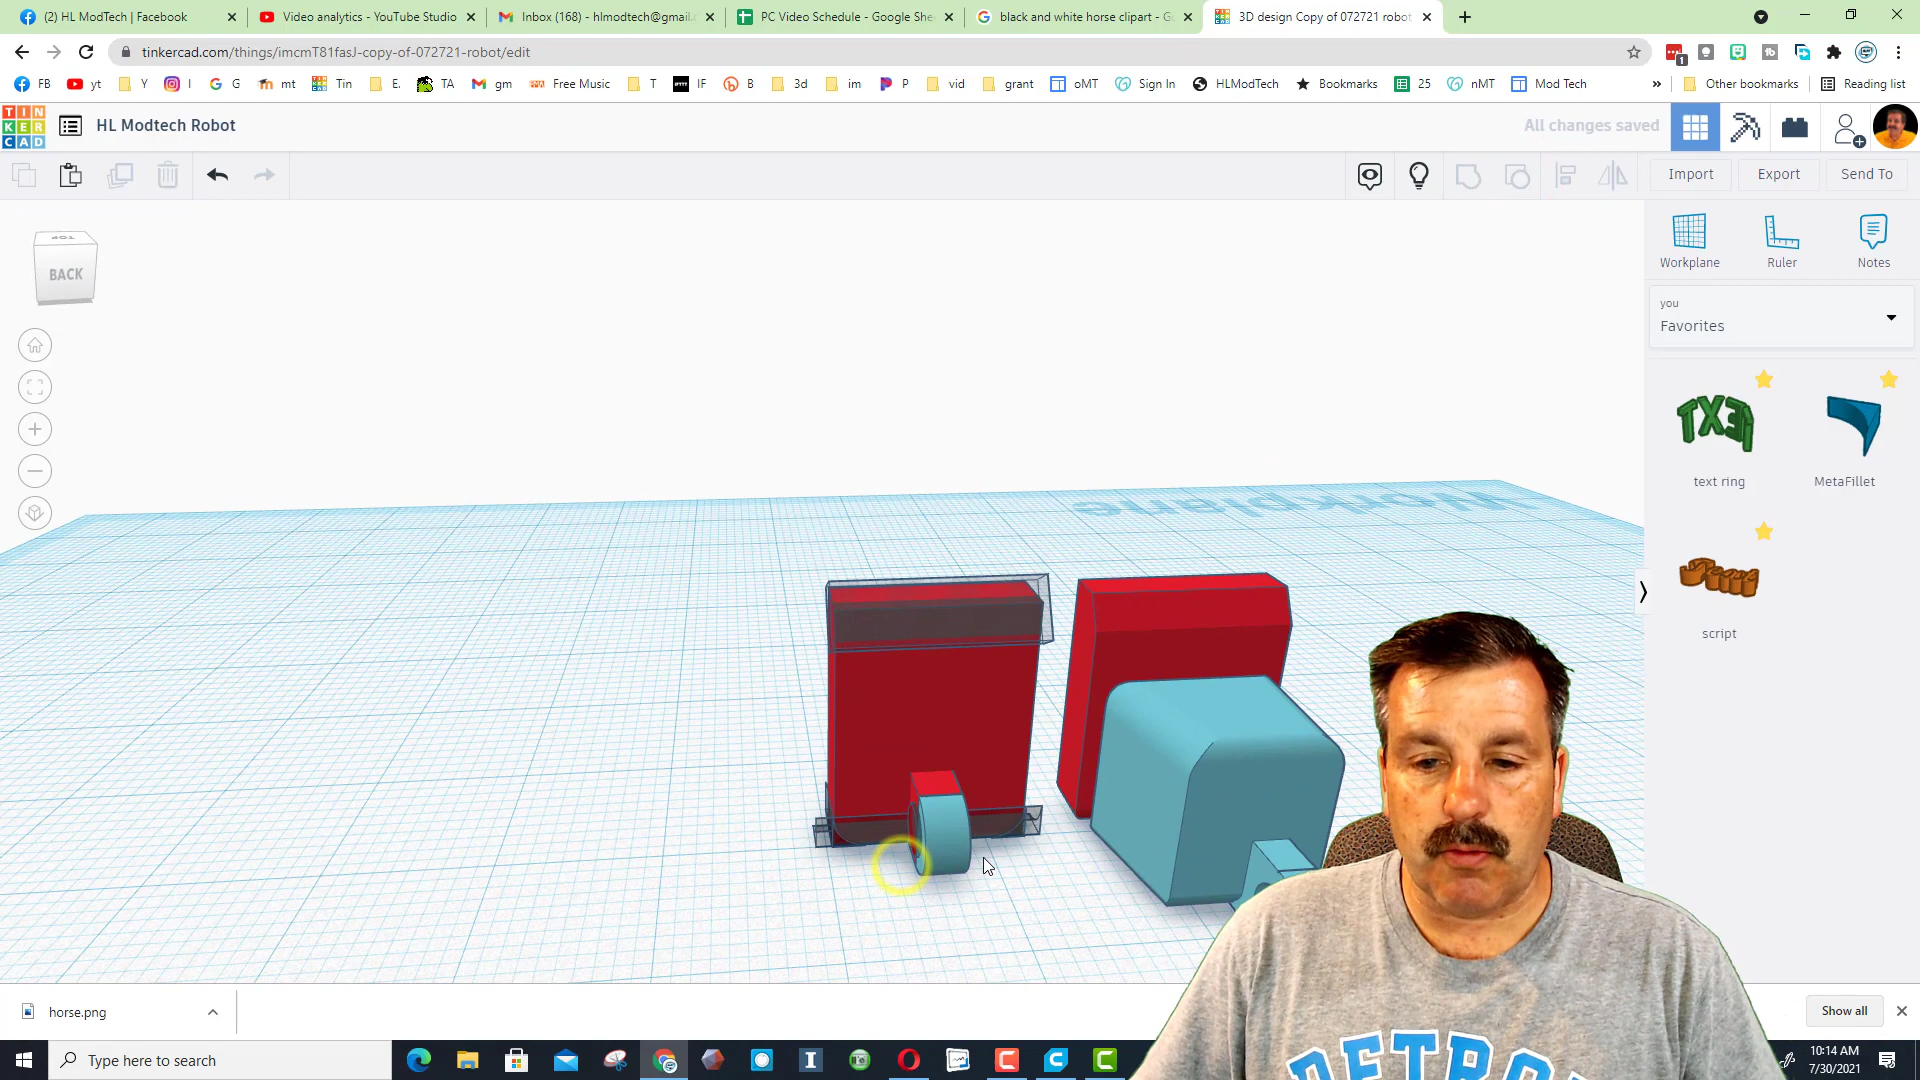 (2) HL ModTech | Facebook
Video analytics - YouTube Studio
Inbox (168) - hlmodtech@gmail.
PC Video Schedule - Google She
black and white horse clipart - G
3D design Copy of 072721 robot
tinkercad.com/things/imcmT81fasJ-copy-of-072721-robot/edit
1
FB
yt
Y
I
G
mt
Tin
E.
TA
gm
Free Music
T
IF
B
3d
im
P
vid
grant
oMT
Sign In
HLModTech
Bookmarks
25
nMT
Mod Tech
»
Other bookmarks
Reading list
TIN
KER
CAD
HL Modtech Robot
All changes saved
Import
Export
Send To
TOP
BACK
Workplane
Ruler
Notes
you
Favorites
TEXT
text ring
MetaFillet
script
Workplane
horse.png
Show all
Type here to search
10:14 AM
7/30/2021
DETRO